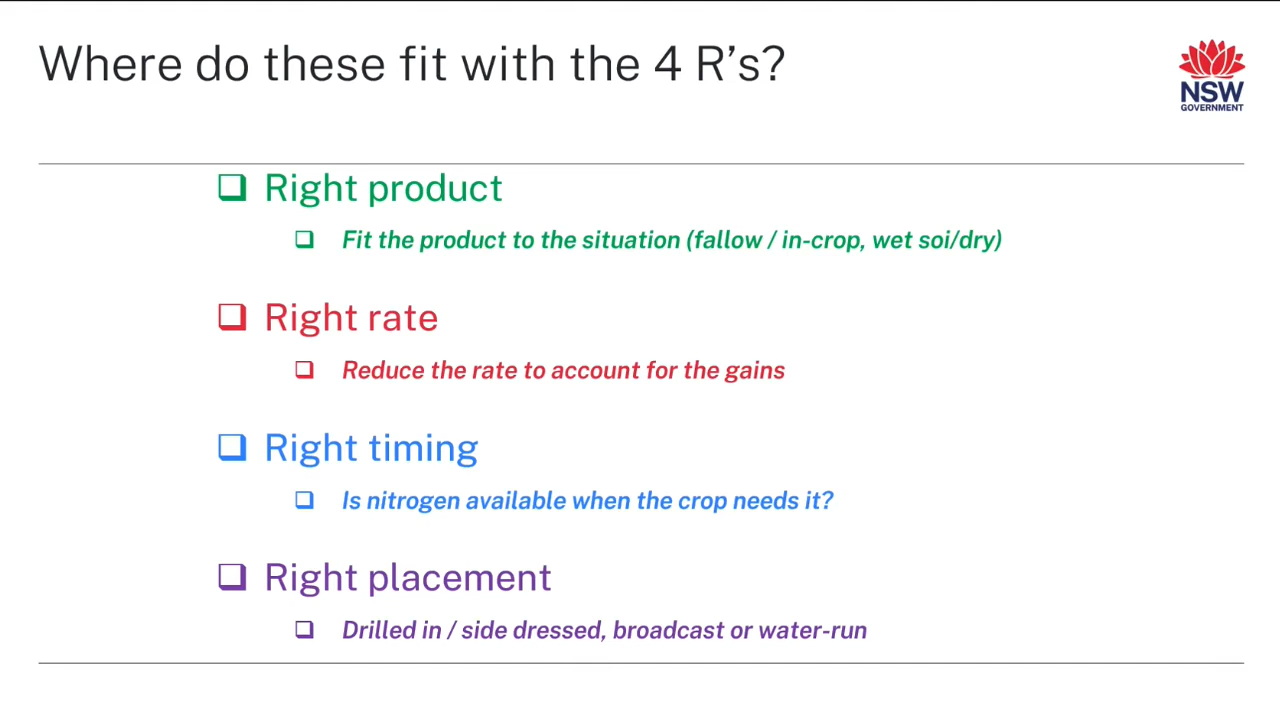 Where do these fit with the 4 R's?
NSW
GOVERNMENT
Right product
Fit the product to the situation (fallow / in-crop, wet soi/dry)
Right rate
Reduce the rate to account for the gains
Right timing
Is nitrogen available when the crop needs it?
Right placement
Drilled in / side dressed, broadcast or water-run